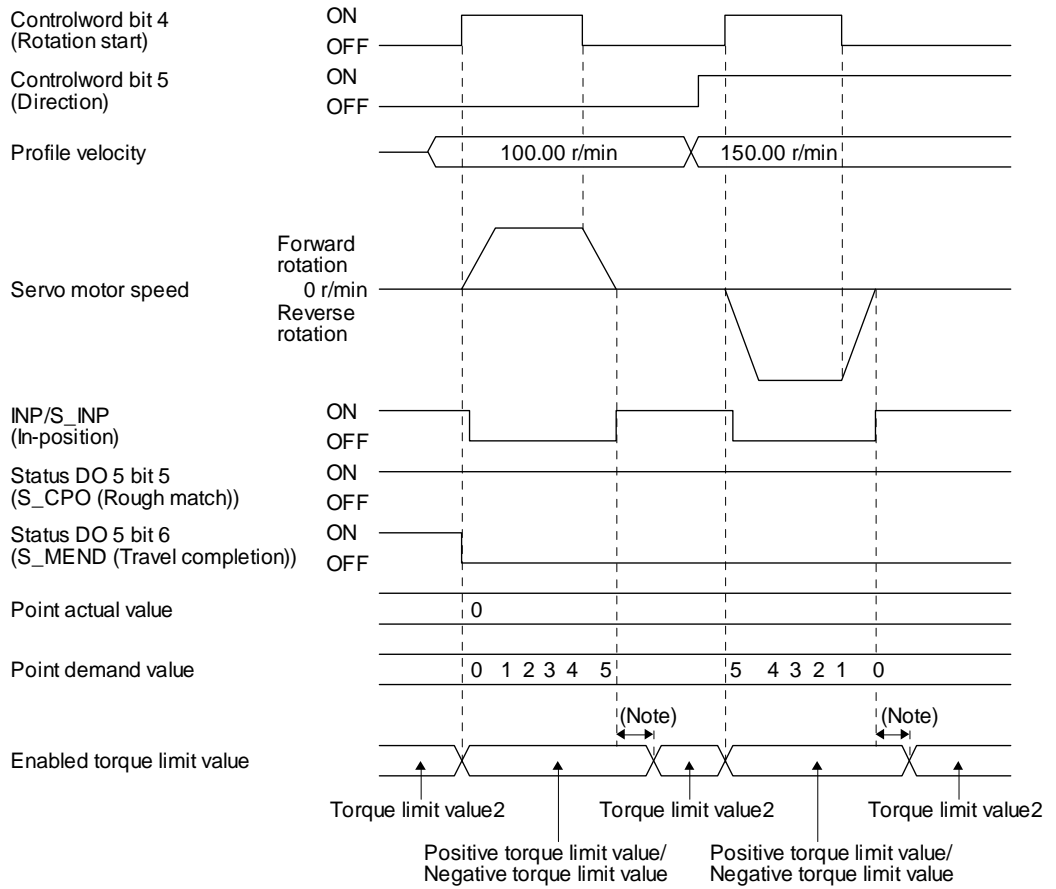 Controlword bit 4
(Rotation start)
ON
OFF
Controlword bit 5
(Direction)
ON
OFF
Profile velocity
100.00 r/min
150.00 r/min
Servo motor speed
Forward
rotation
0 r/min
Reverse
rotation
INP/S_INP
(In-position)
ON
OFF
Status DO 5 bit 5
(S_CPO (Rough match))
ON
OFF
Status DO 5 bit 6
(S_MEND (Travel completion))
ON
OFF
Point actual value
0
Point demand value
0 1 2 3 4 5
5 4 3 2 1 0
(Note)
(Note)
Enabled torque limit value
Torque limit value2
Torque limit value2
Torque limit value2
Positive torque limit value/
Negative torque limit value
Positive torque limit value/
Negative torque limit value